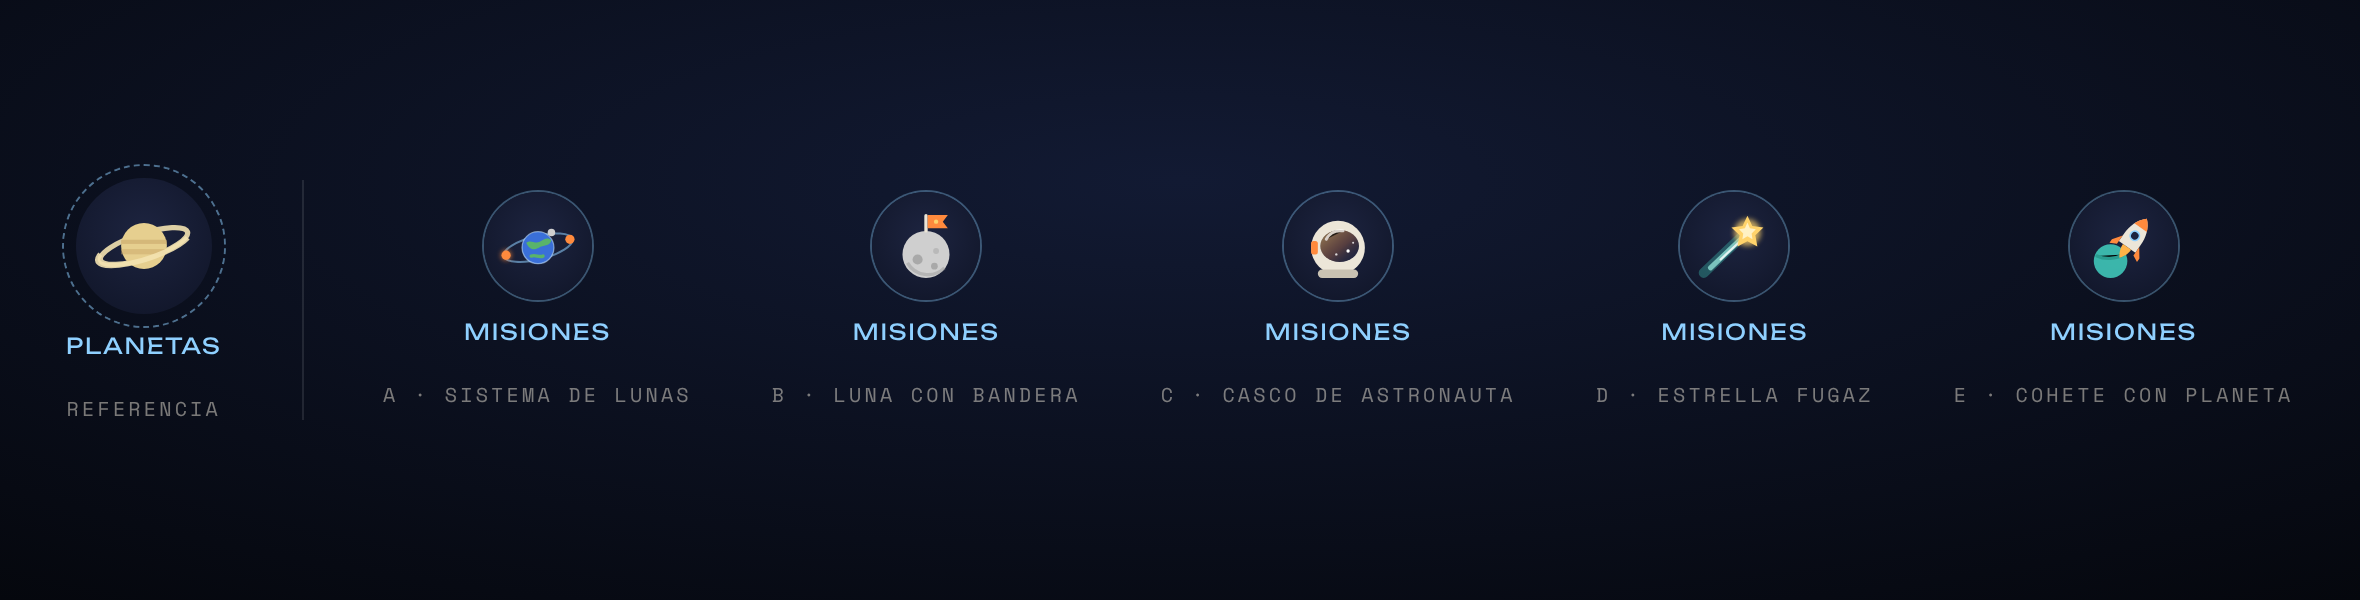 PLANETAS
REFERENCIA
MISIONES
A · SISTEMA DE LUNAS
MISIONES
B · LUNA CON BANDERA
MISIONES
C · CASCO DE ASTRONAUTA
MISIONES
D · ESTRELLA FUGAZ
MISIONES
E · COHETE CON PLANETA